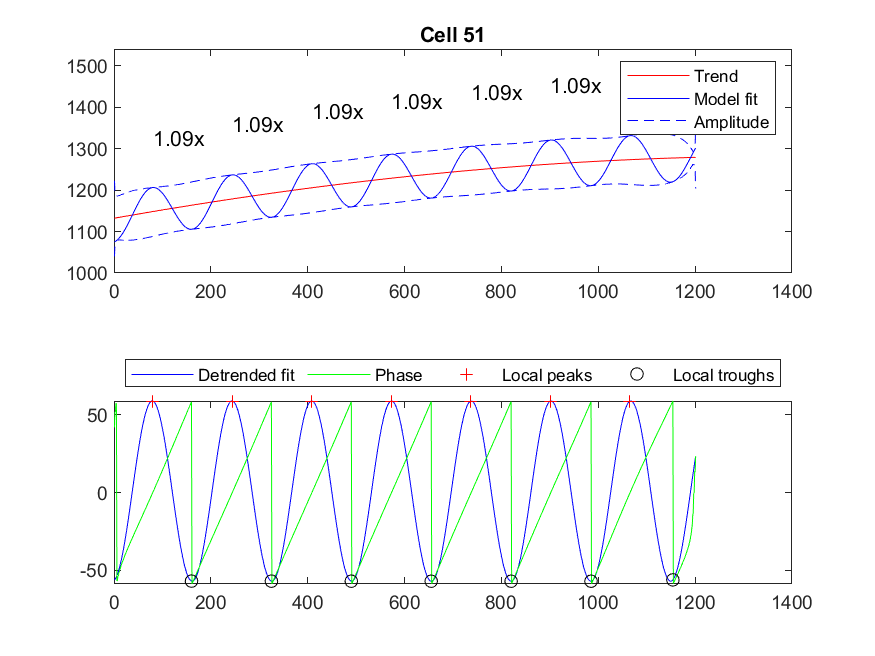 Cell 51
1500
1400
1300
1200
1100
1000
1.09x 1.09x 1.09x 1.09x 1.09x 1.09x
Trend
Model fit
Amplitude
0 200 400 600 800 1000 1200 1400
Detrended fit Phase Local peaks Local troughs
50
0
-50
0 200 400 600 800 1000 1200 1400